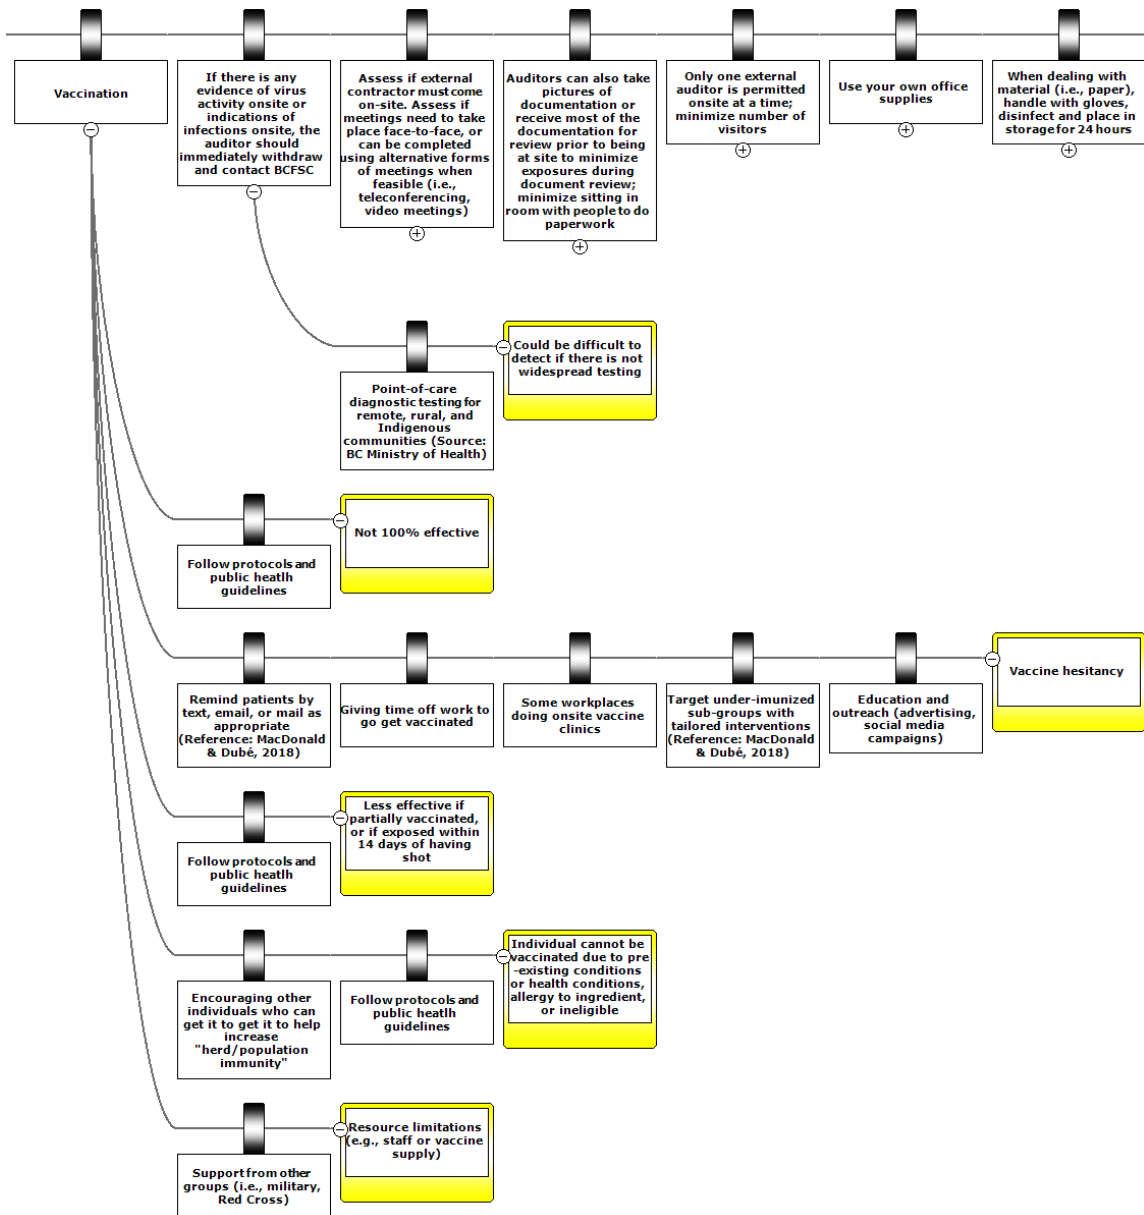 Vaccination
If there is any
evidence of virus
activity onsite or
indications of
infections onsite, the
auditor should
immediately withdraw
and contact BCFSC
Assess if external
contractor must come
on-site. Assess if
meetings need to take
place face-to-face, or
can be completed
using alternative forms
of meetings when
feasible (i.e.,
teleconferencing,
video meetings)
Auditors can also take
pictures of
documentation or
receive most of the
documentation for
review prior to being
at site to minimize
exposures during
document review;
minimize sitting in
room with people to do
paperwork
Only one external
auditor is permitted
onsite at a time;
minimize number of
visitors
Use your own office
supplies
When dealing with
material (i.e., paper),
handle with gloves,
disinfect and place in
storage for 24 hours
Point-of-care
diagnostic testing for
remote, rural, and
Indigenous
communities (Source:
BC Ministry of Health)
Could be difficult to
detect if there is not
widespread testing
Follow protocols and
public heatlh
guidelines
Not 100% effective
Remind patients by
text, email, or mail as
appropriate
(Reference: MacDonald
& Dubé, 2018)
Giving time off work to
go get vaccinated
Some workplaces
doing onsite vaccine
clinics
Target under-imunized
sub-groups with
tailored interventions
(Reference: MacDonald
& Dubé, 2018)
Education and
outreach (advertising,
social media
campaigns)
Vaccine hesitancy
Follow protocols and
public heatlh
guidelines
Less effective if
partially vaccinated,
or if exposed within
14 days of having
shot
Encouraging other
individuals who can
get it to get it to help
increase
"herd/population
immunity"
Follow protocols and
public heatlh
guidelines
Individual cannot be
vaccinated due to pre
-existing conditions
or health conditions,
allergy to ingredient,
or ineligible
Support from other
groups (i.e., military,
Red Cross)
Resource limitations
(e.g., staff or vaccine
supply)